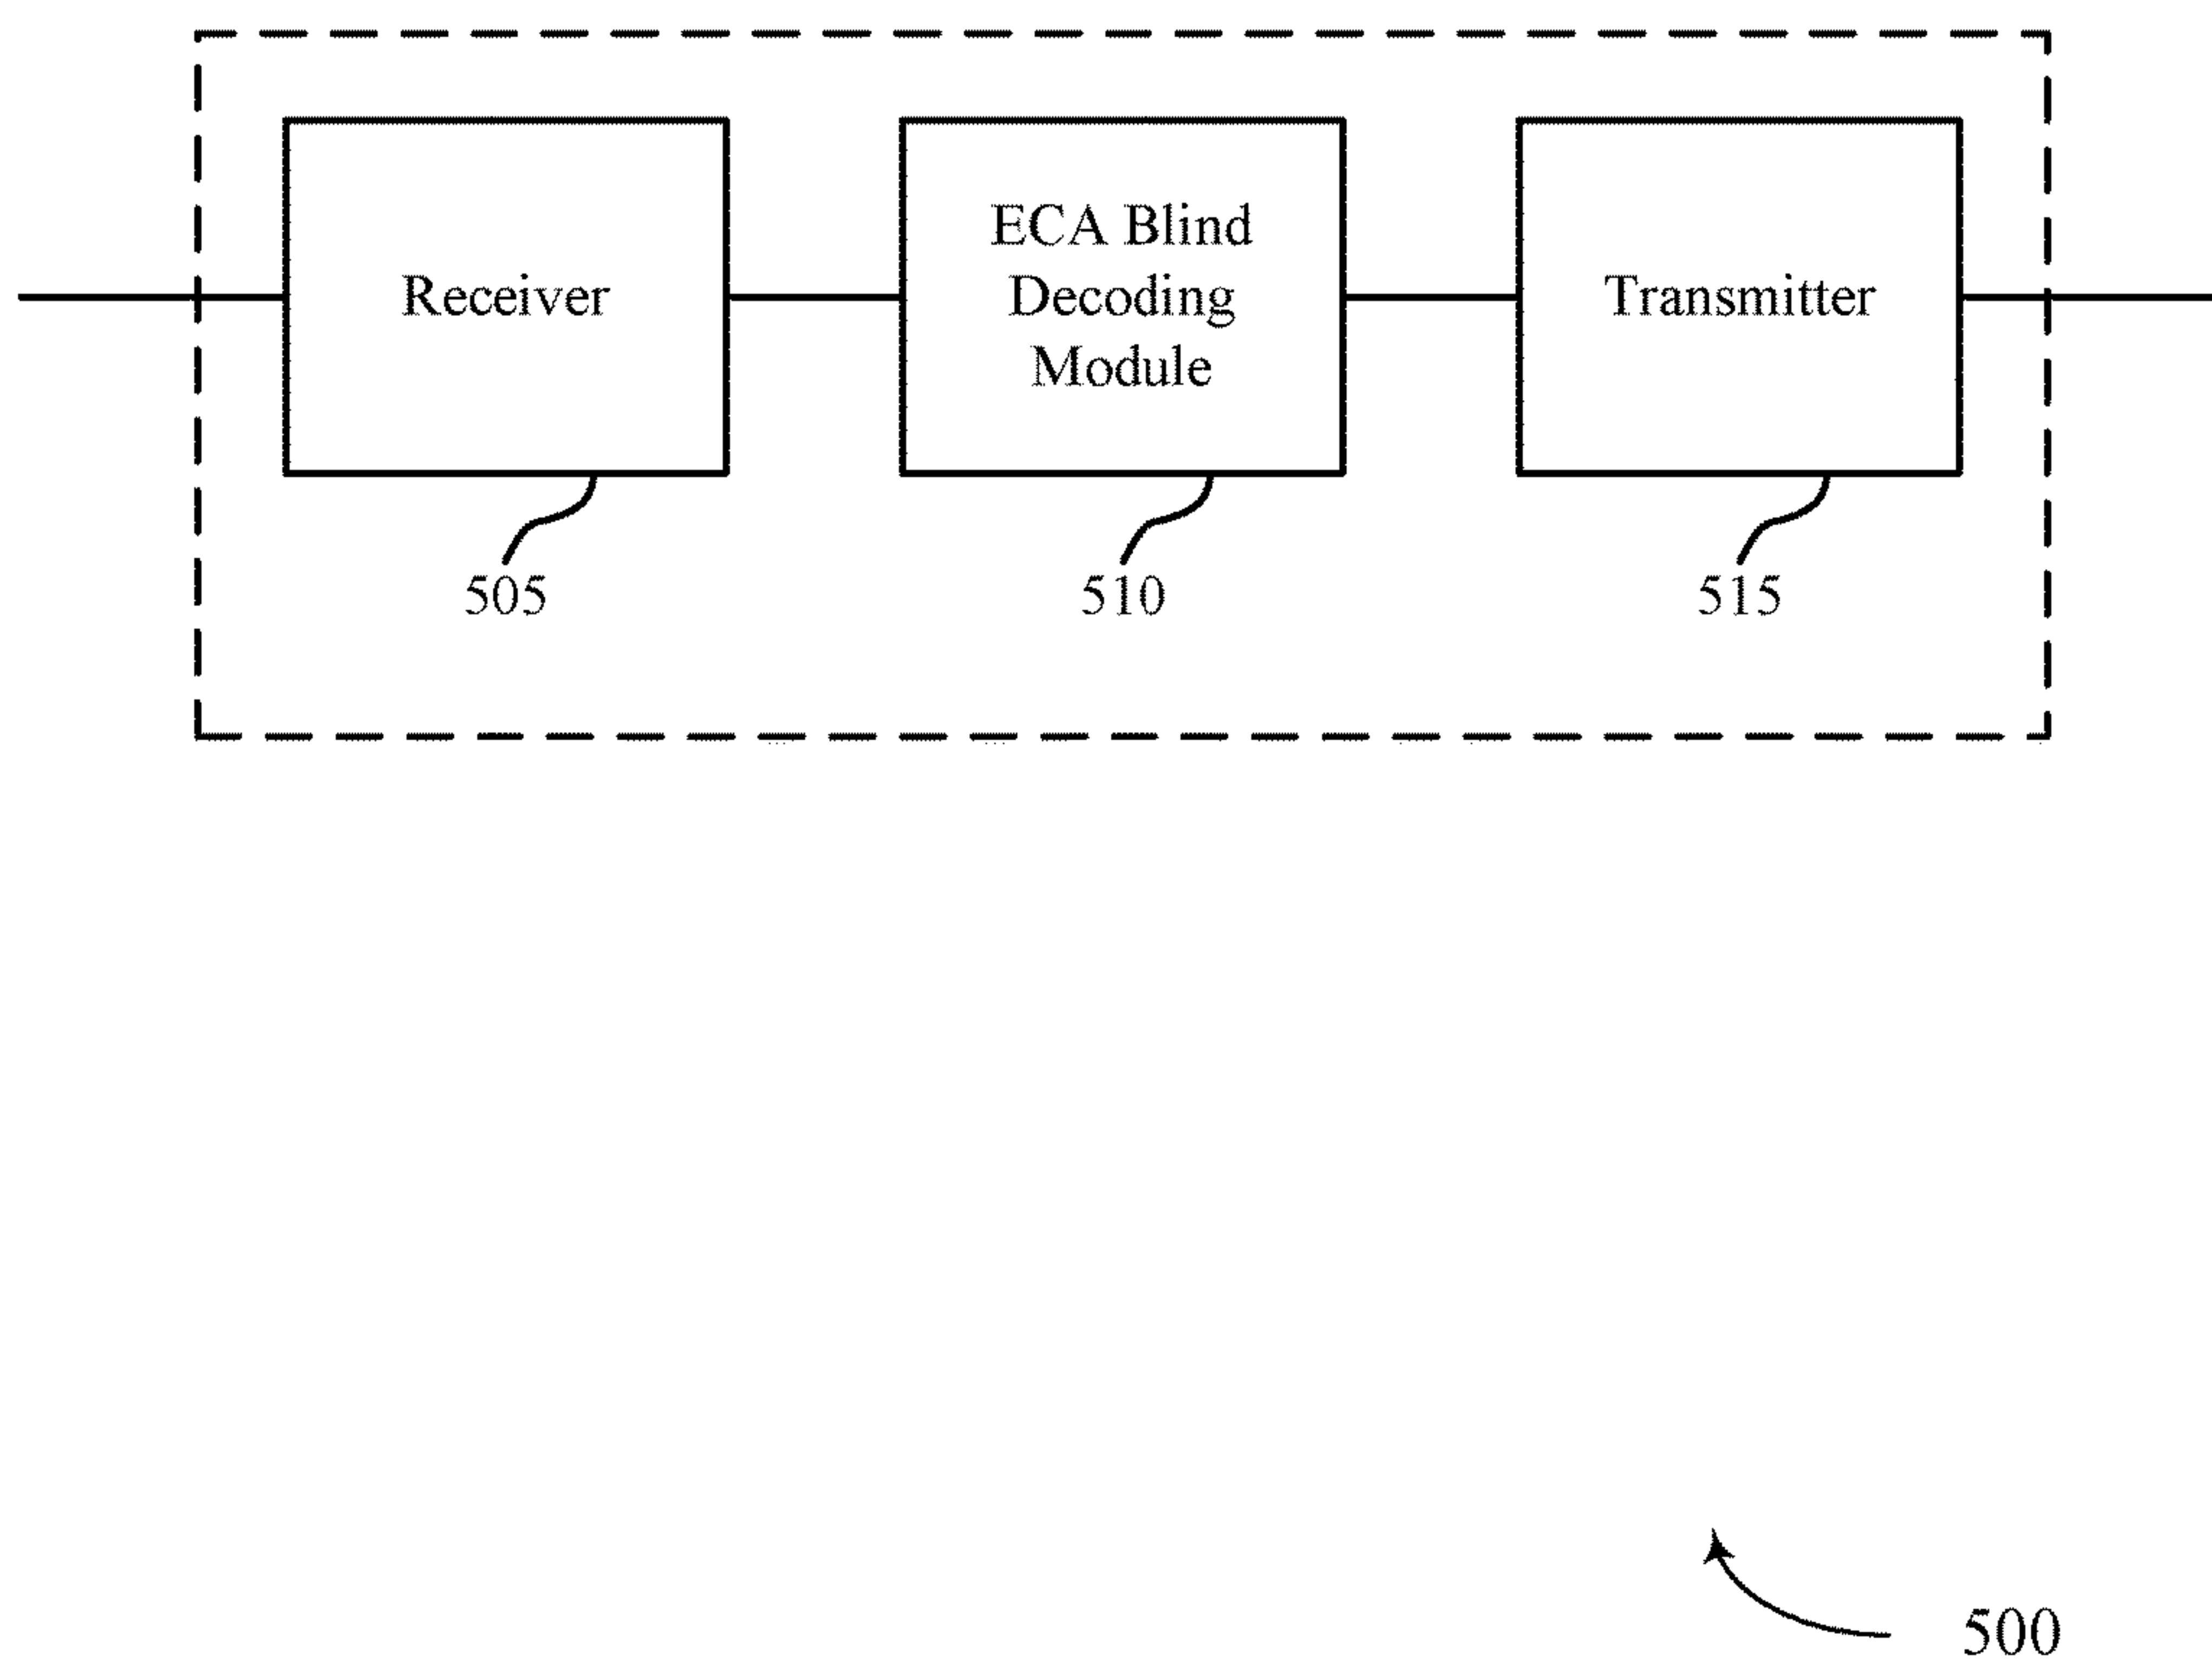 Receiver
ECA Blind
Decoding
Module
Transmitter
505
510
515
500